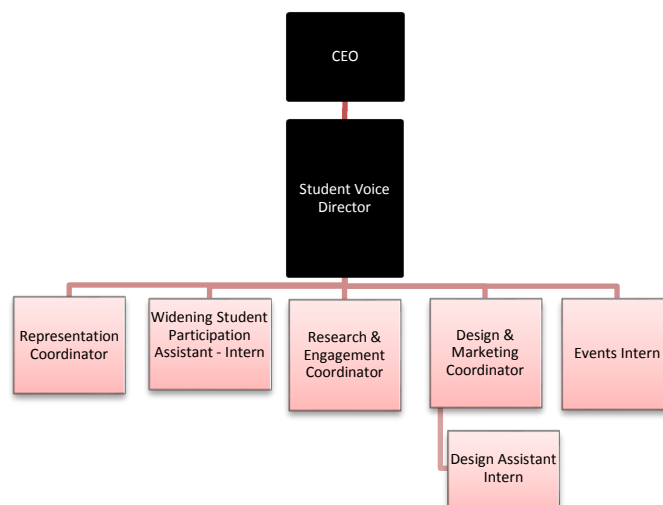 CEO
Student Voice
Director
Representation
Coordinator
Widening Student
Participation
Assistant - Intern
Research &
Engagement
Coordinator
Design &
Marketing
Coordinator
Events Intern
Design Assistant
Intern